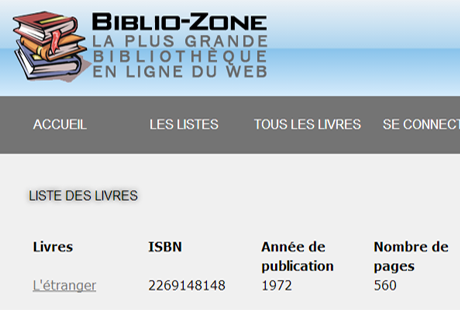 BIBLIO-ZONE
LA PLUS GRANDE
BIBLIOTHÈQUE
EN LIGNE DU WEB
ACCUEIL LES LISTES TOUS LES LIVRES SE CONNECT
LISTE DES LIVRES
Livres ISBN Année de publication Nombre de pages
L'étranger 2269148148 1972 560